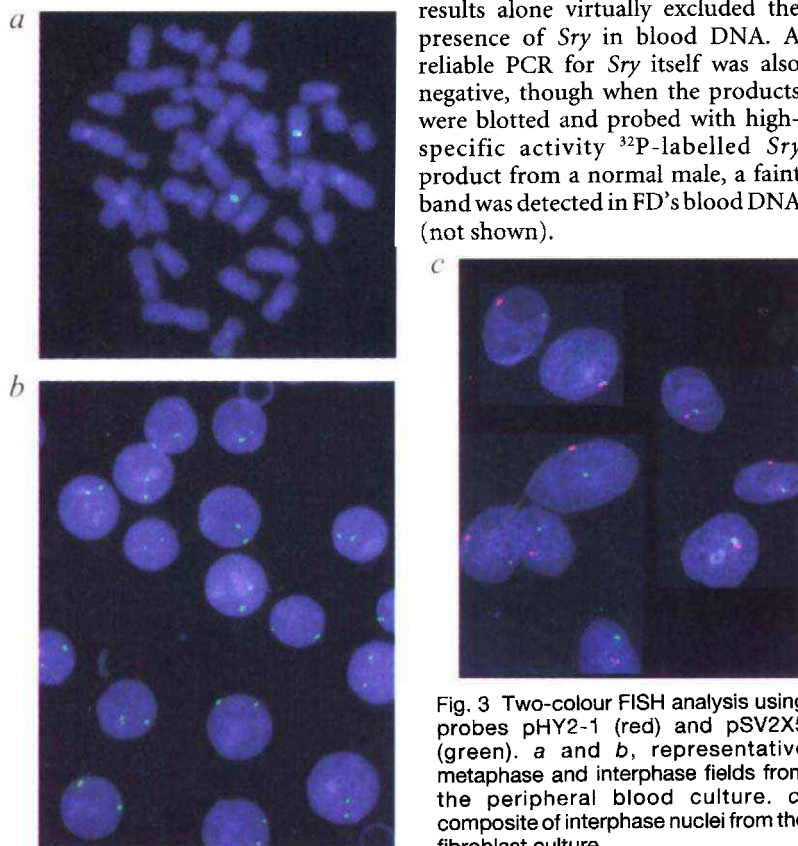 a
results alone virtually excluded the
presence of Sry in blood DNA. A
reliable PCR for Sry itself was also
negative, though when the products
were blotted and probed with high-
specific activity ³²P-labelled Sry
product from a normal male, a faint
band was detected in FD’s blood DNA
(not shown).
c
b
Fig. 3 Two-colour FISH analysis using
probes pHY2-1 (red) and pSV2X5
(green). a and b, representative
metaphase and interphase fields from
the peripheral blood culture. c,
composite of interphase nuclei from the
fibroblast culture.